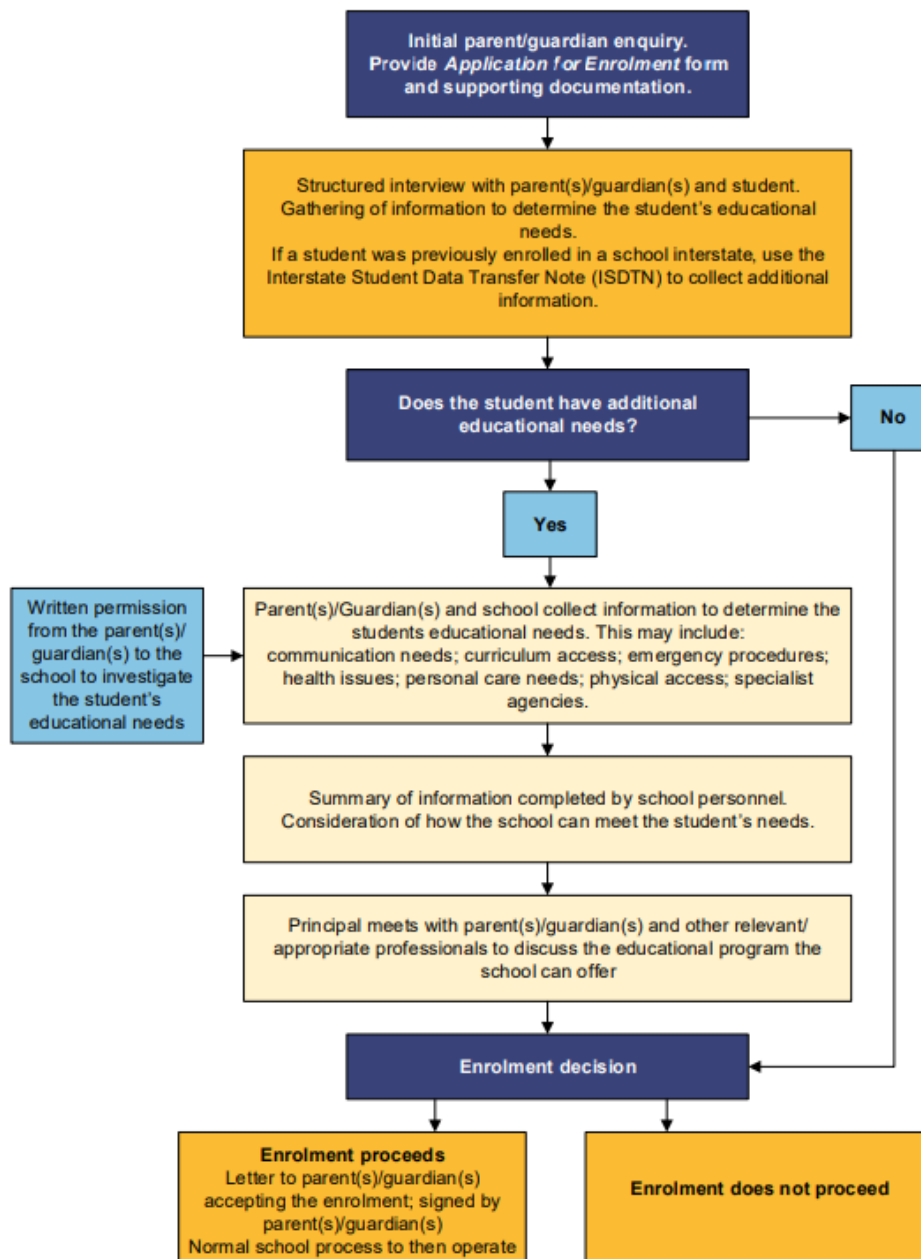 Initial parent/guardian enquiry.
Provide Application for Enrolment form
and supporting documentation.
Structured interview with parent(s)/guardian(s) and student.
Gathering of information to determine the student's educational
needs.
If a student was previously enrolled in a school interstate, use the
Interstate Student Data Transfer Note (ISDTN) to collect additional
information.
Does the student have additional
educational needs?
No
Yes
Written permission
from the parent(s)/
guardian(s) to the
school to investigate
the student's
educational needs
Parent(s)/Guardian(s) and school collect information to determine the
students educational needs. This may include:
communication needs; curriculum access; emergency procedures;
health issues; personal care needs; physical access; specialist
agencies.
Summary of information completed by school personnel.
Consideration of how the school can meet the student's needs.
Principal meets with parent(s)/guardian(s) and other relevant/
appropriate professionals to discuss the educational program the
school can offer
Enrolment decision
Enrolment proceeds
Letter to parent(s)/guardian(s)
accepting the enrolment; signed by
parent(s)/guardian(s)
Normal school process to then operate
Enrolment does not proceed